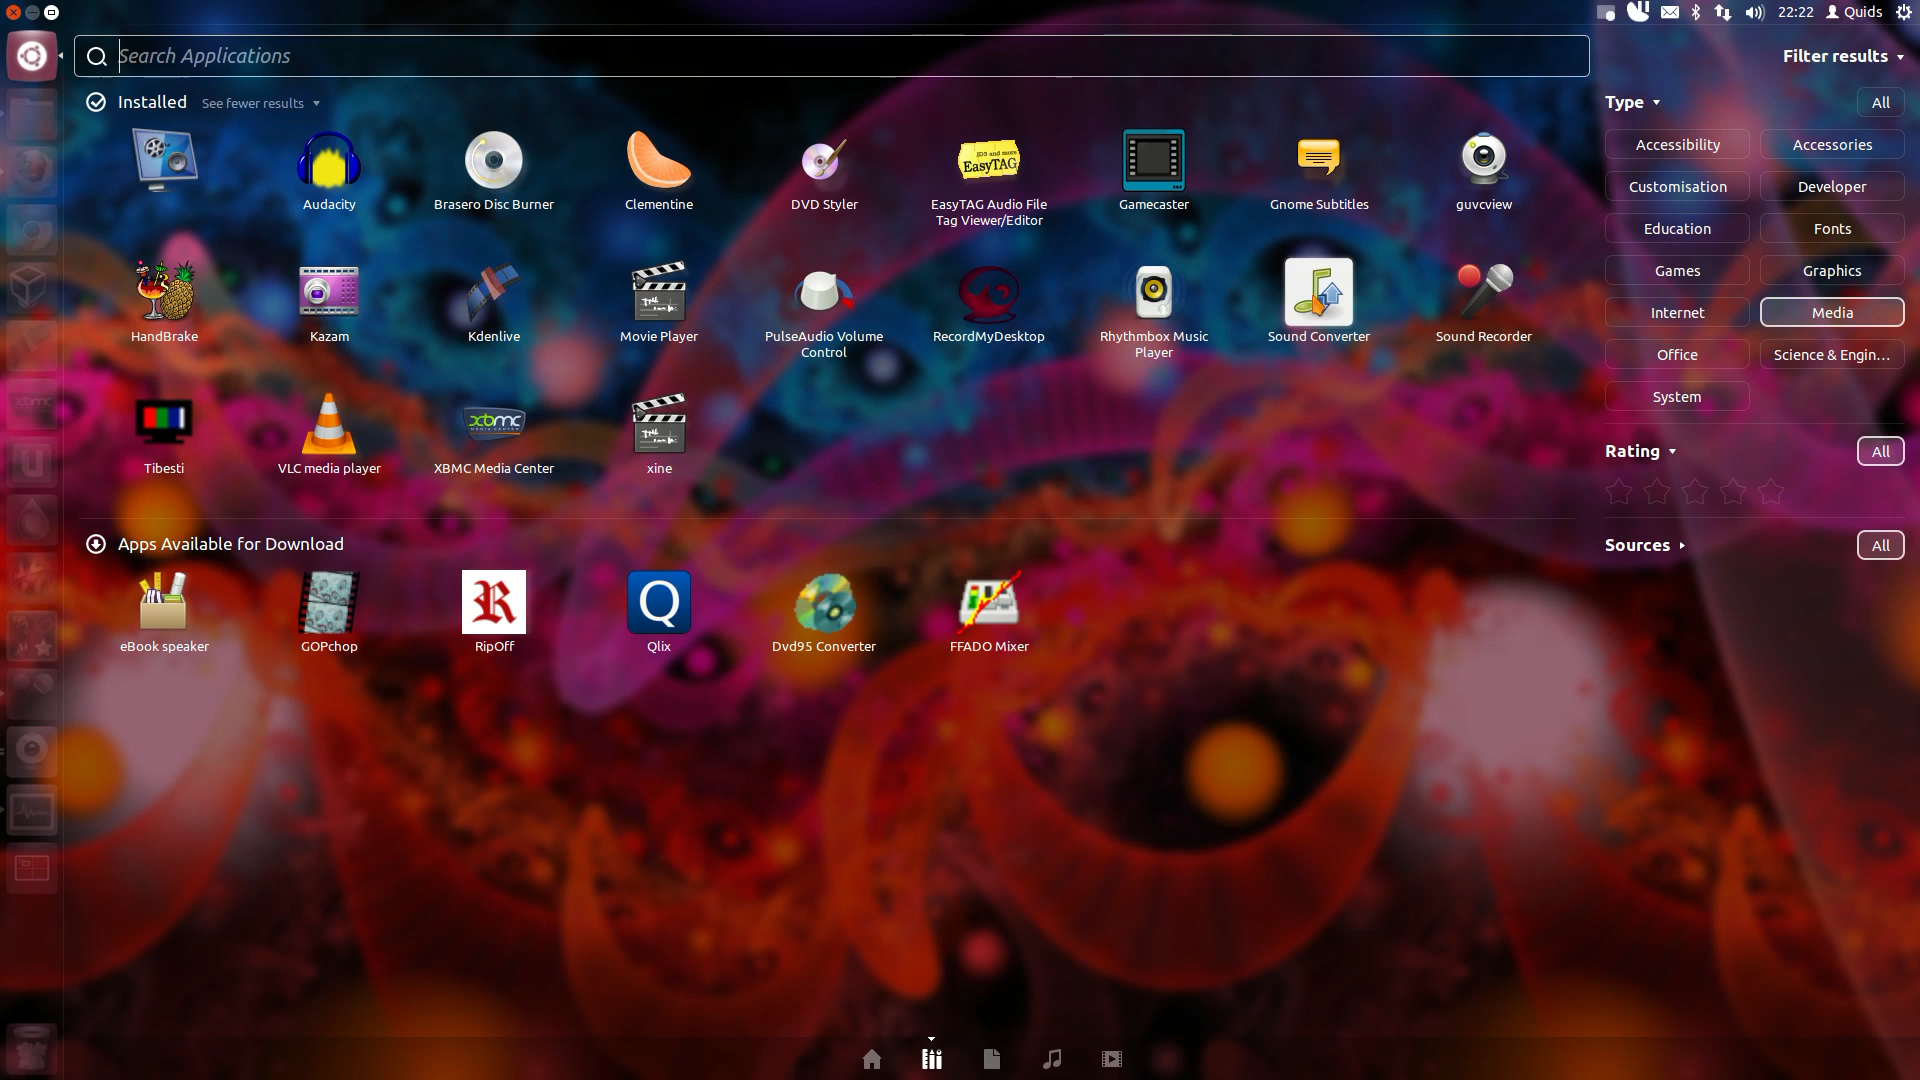 22:22 Quids
Search Applications
Filter results
Installed See fewer results
Type All
Accessibility Accessories
Customisation Developer
Education Fonts
Games Graphics
Internet Media
Office Science & Engin...
System
Rating All
Sources All
Audacity
Brasero Disc Burner
Clementine
DVD Styler
EasyTAG
EasyTAG Audio File
Tag Viewer/Editor
Gamecaster
Gnome Subtitles
guvcview
HandBrake
Kazam
Kdenlive
Movie Player
PulseAudio Volume
Control
RecordMyDesktop
Rhythmbox Music
Player
Sound Converter
Sound Recorder
Tibesti
VLC media player
xbmc
MEDIA CENTER
XBMC Media Center
xine
Apps Available for Download
eBook speaker
GOPchop
R
RipOff
Q
Qlix
Dvd95 Converter
FFADO Mixer